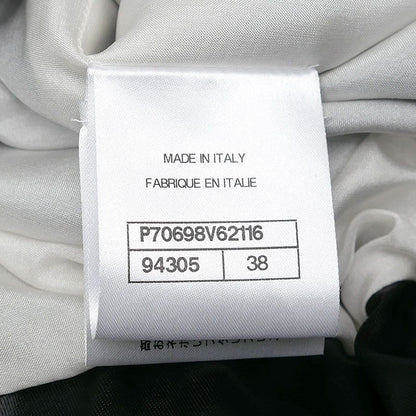 MADE IN ITALY
FABRIQUE EN ITALIE
P70698V62116
94305 38